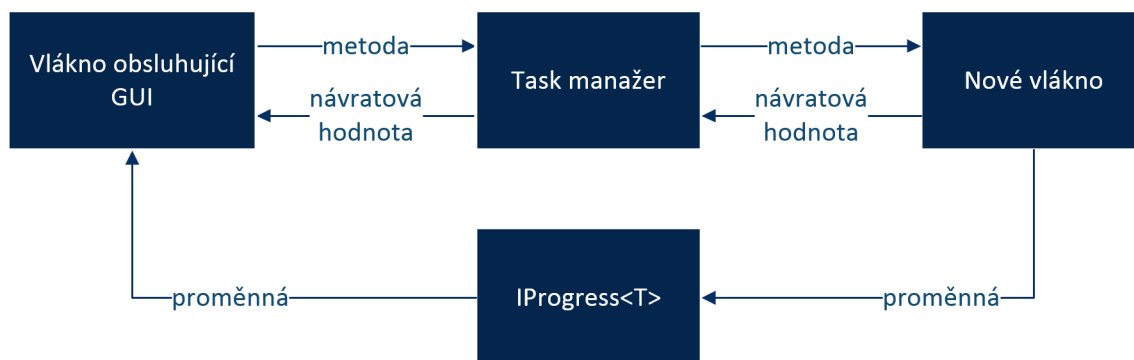 Vlákno obsluhující
GUI
metoda
návratová
hodnota
Task manažer
metoda
návratová
hodnota
Nové vlákno
proměnná
IProgress<T>
proměnná